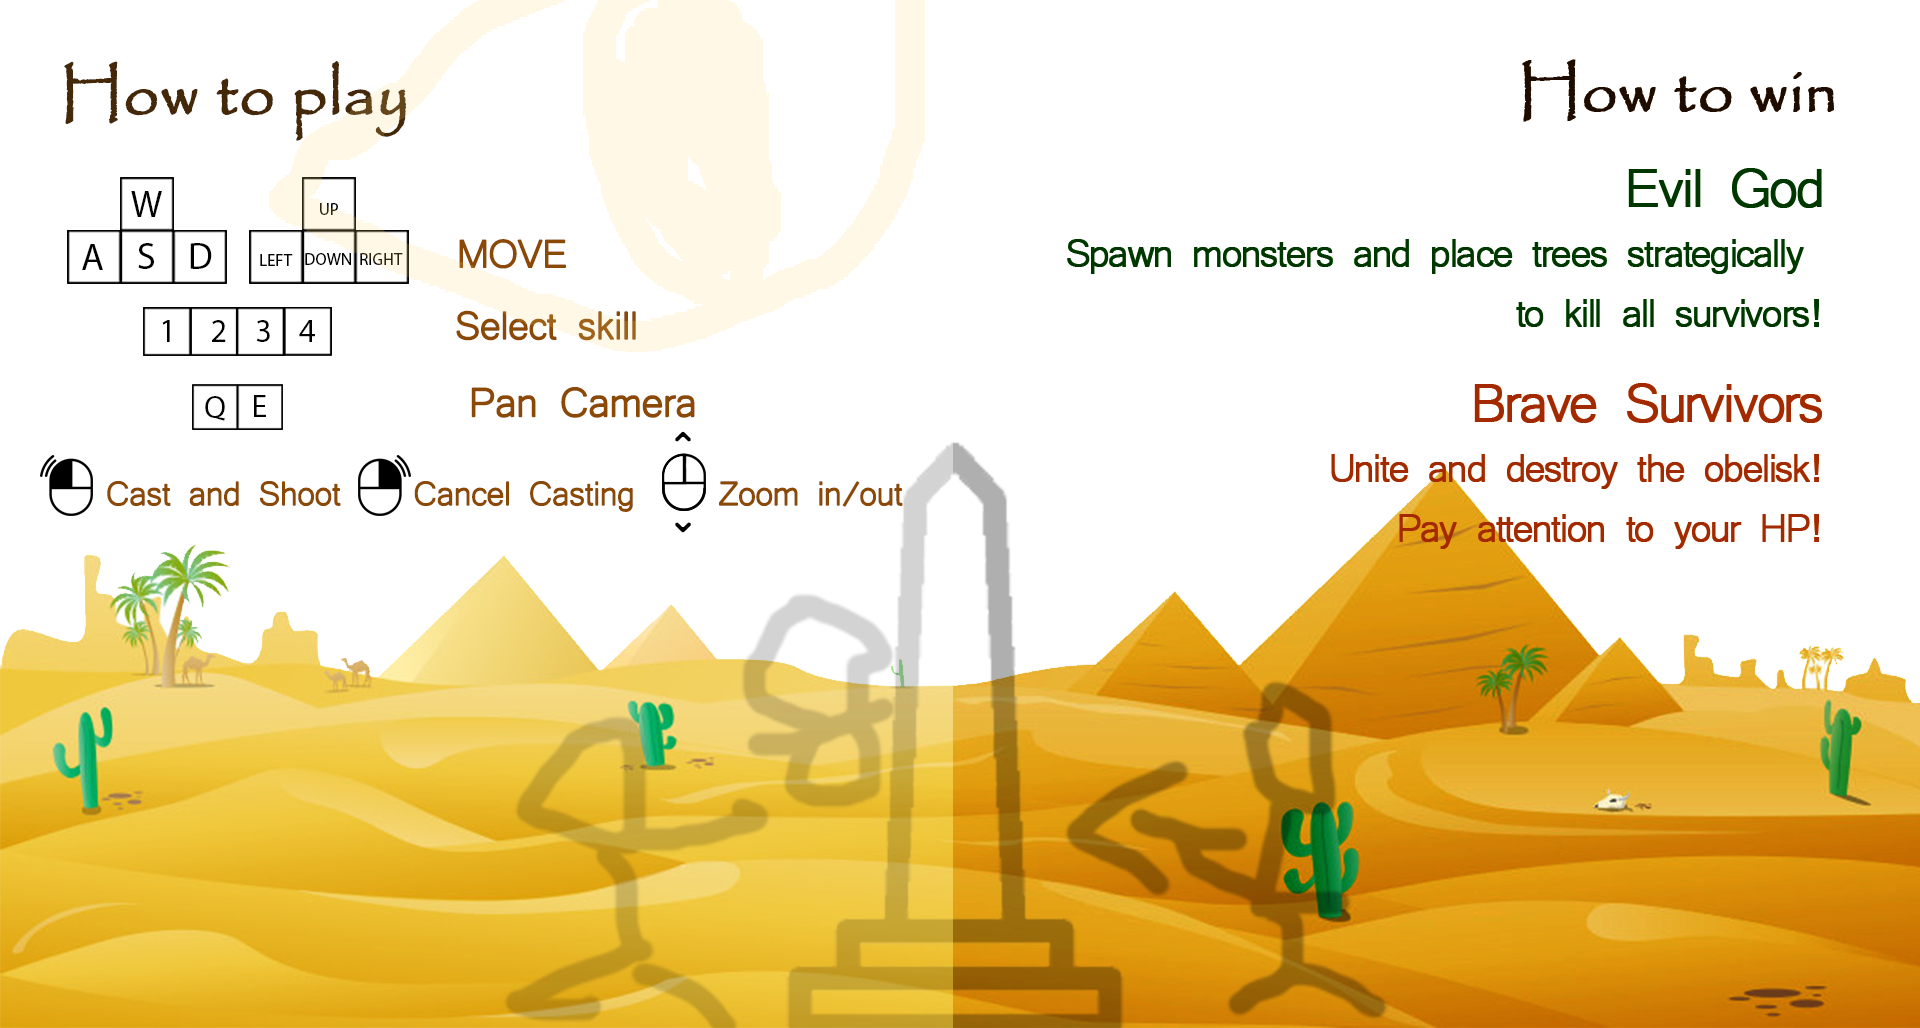 How to play
W
A S D
UP
LEFT DOWN RIGHT
MOVE
1 2 3 4
Select skill
Q E
Pan Camera
Cast and Shoot
Cancel Casting
Zoom in/out
How to win
Evil God
Spawn monsters and place trees strategically
to kill all survivors!
Brave Survivors
Unite and destroy the obelisk!
Pay attention to your HP!